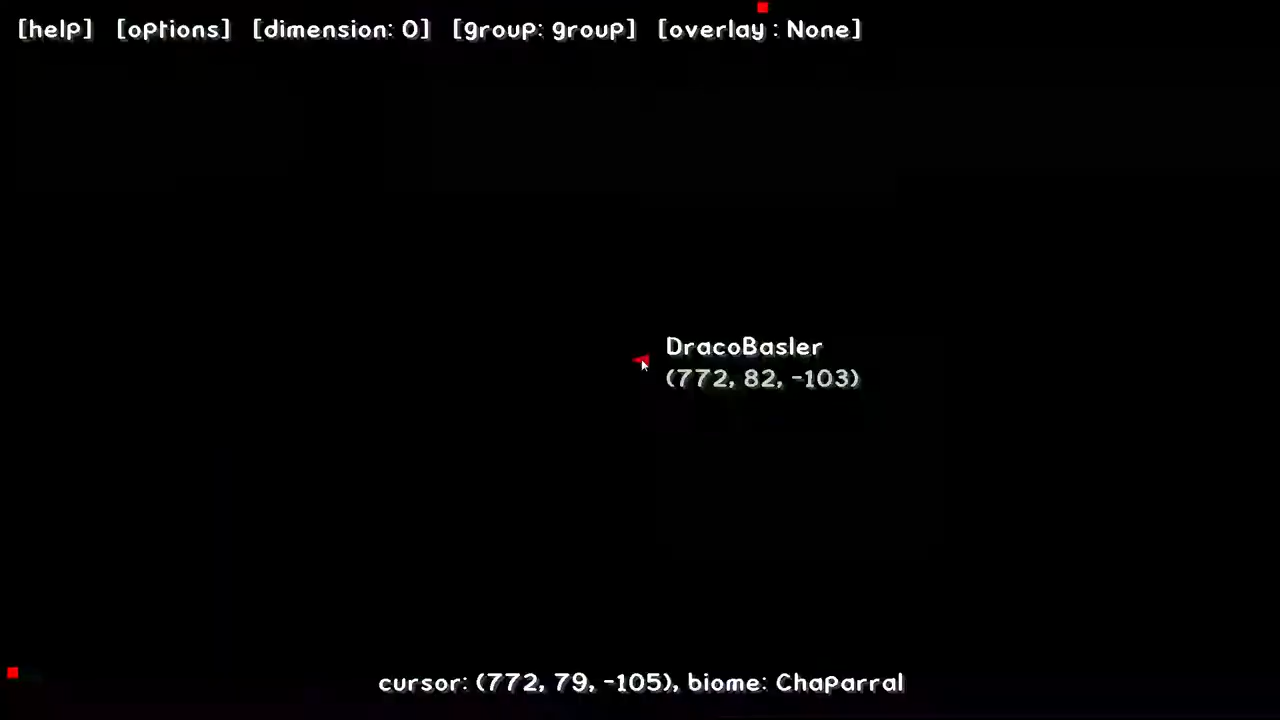 [help] [options] [dimension: 0] [group: group] [overlay : None]
DracoBasler
(772, 82, -103)
cursor: (772, 79, -105), biome: Chaparral